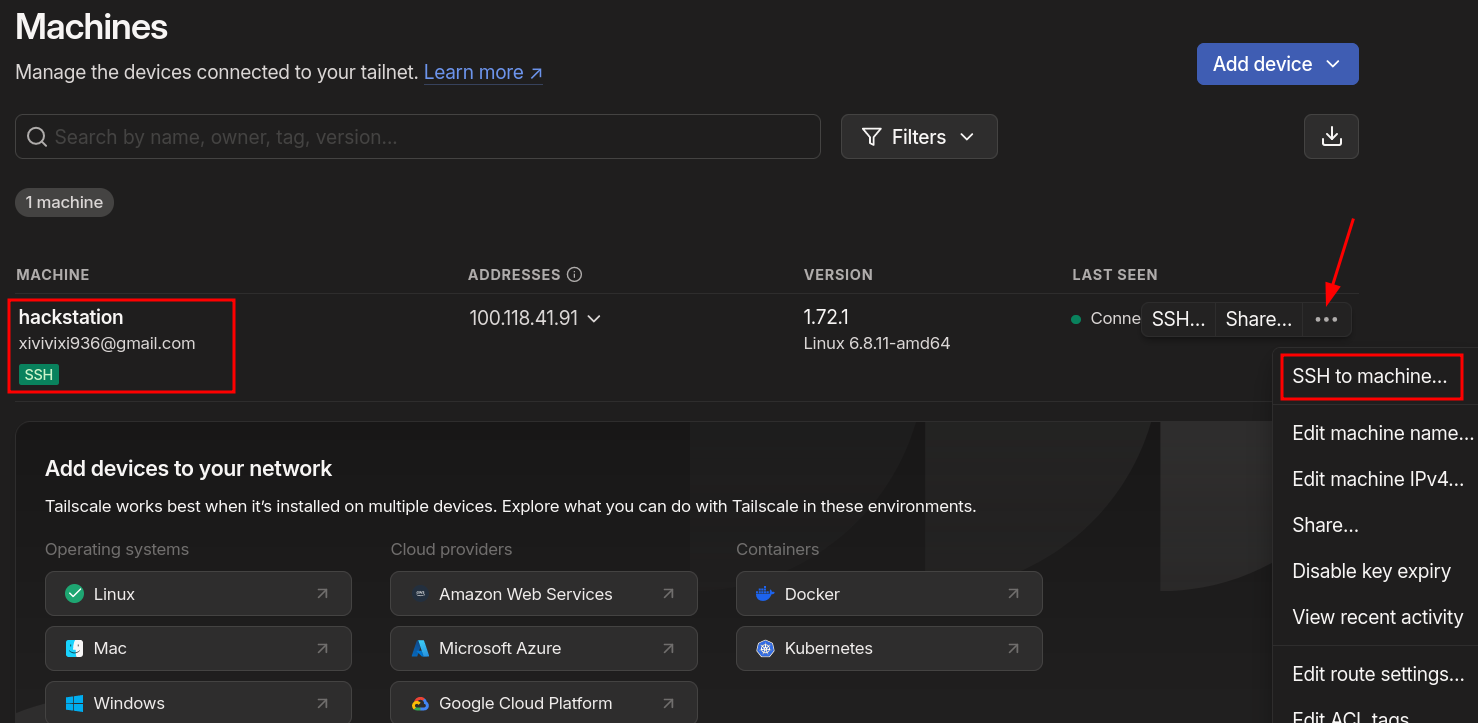 Machines
Manage the devices connected to your tailnet. Learn more ↗
Add device
Search by name, owner, tag, version...
Filters
1 machine
MACHINE ADDRESSES VERSION LAST SEEN
hackstation 100.118.41.91 1.72.1 Conne SSH... Share...
xivivixi936@gmail.com Linux 6.8.11-amd64
SSH
SSH to machine...
Edit machine name...
Edit machine IPv4...
Share...
Disable key expiry
View recent activity
Edit route settings...
Edit ACL tags...
Add devices to your network
Tailscale works best when it’s installed on multiple devices. Explore what you can do with Tailscale in these environments.
Operating systems Cloud providers Containers
Linux Amazon Web Services Docker
Mac Microsoft Azure Kubernetes
Windows Google Cloud Platform